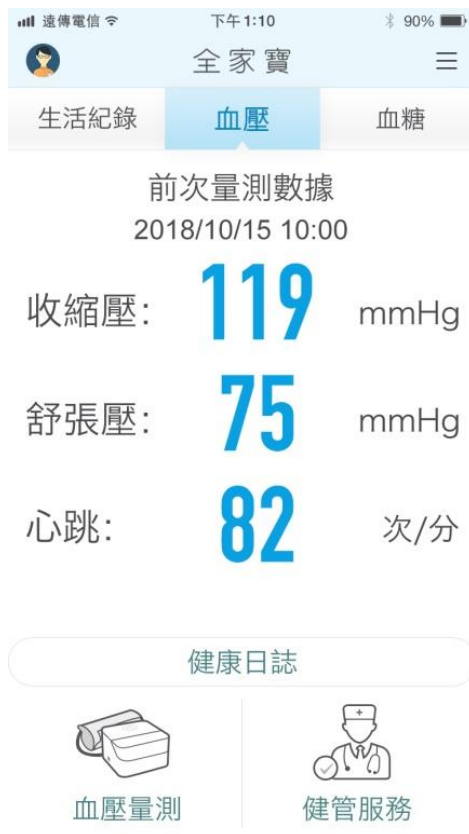 遠傳電信 下午1:10 90%
全家寶
生活紀錄 血壓 血糖
前次量測數據
2018/10/15 10:00
收縮壓: 119 mmHg
舒張壓: 75 mmHg
心跳: 82 次/分
健康日誌
血壓量測 健管服務